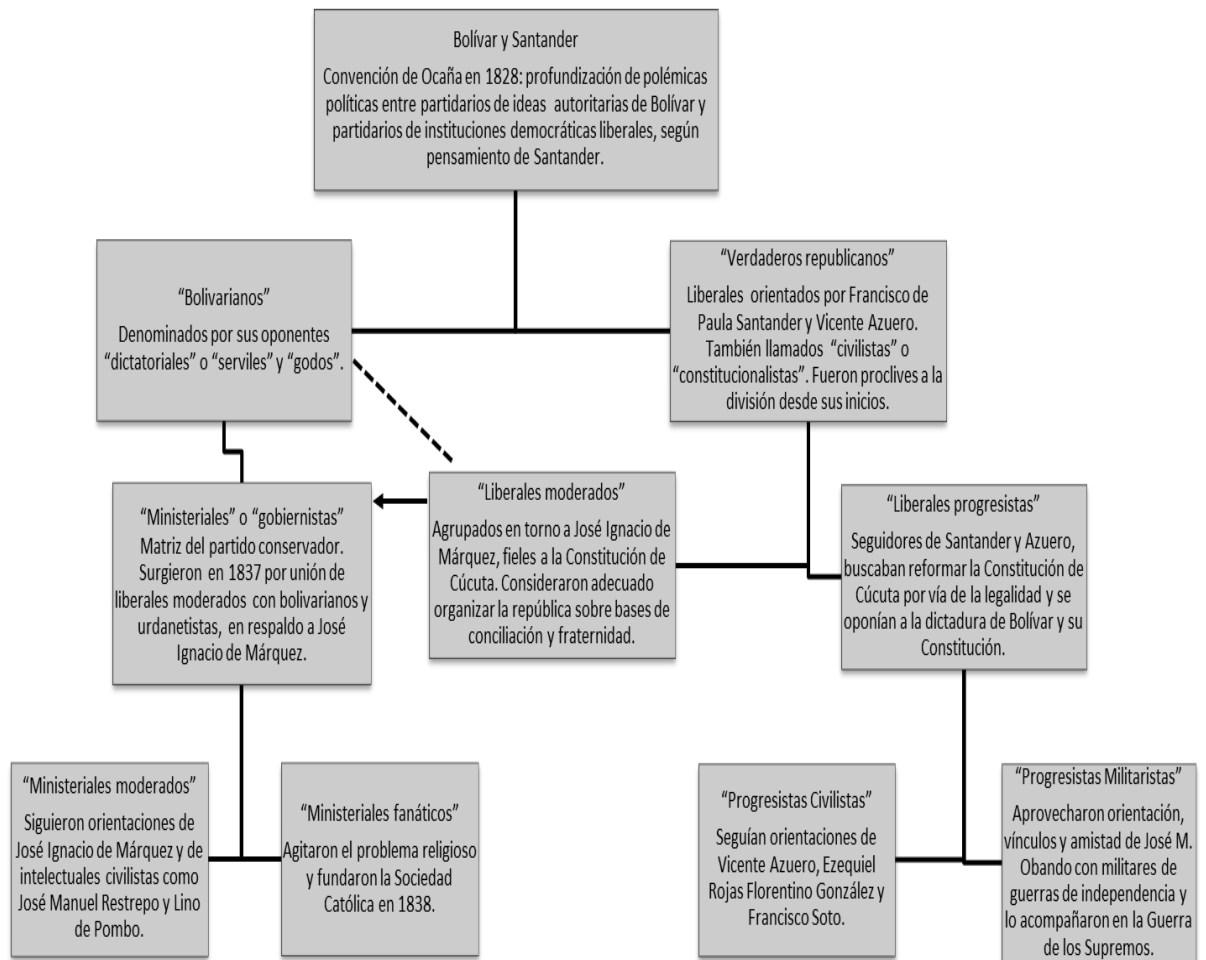 Bolívar y Santander
Convención de Ocaña en 1828: profundización de polémicas
políticas entre partidarios de ideas autoritarias de Bolívar y
partidarios de instituciones democráticas liberales, según
pensamiento de Santander.
“Bolivarianos”
Denominados por sus oponentes
“dictatoriales” o “serviles” y “godos”.
“Verdaderos republicanos”
Liberales orientados por Francisco de
Paula Santander y Vicente Azuero.
También llamados “civilistas” o
“constitucionalistas”. Fueron proclives a la
división desde sus inicios.
“Ministeriales” o “gobiernistas”
Matriz del partido conservador.
Surgieron en 1837 por unión de
liberales moderados con bolivarianos y
urdanetistas, en respaldo a José
Ignacio de Márquez.
“Liberales moderados”
Agrupados en torno a José Ignacio de
Márquez, fieles a la Constitución de
Cúcuta. Consideraron adecuado
organizar la república sobre bases de
conciliación y fraternidad.
“Liberales progresistas”
Seguidores de Santander y Azuero,
buscaban reformar la Constitución de
Cúcuta por vía de la legalidad y se
oponían a la dictadura de Bolívar y su
Constitución.
“Ministeriales moderados”
Siguieron orientaciones de
José Ignacio de Márquez y de
intelectuales civilistas como
José Manuel Restrepo y Lino
de Pombo.
“Ministeriales fanáticos”
Agitaron el problema religioso
y fundaron la Sociedad
Católica en 1838.
“Progresistas Civilistas”
Seguían orientaciones de
Vicente Azuero, Ezequiel
Rojas Florentino González y
Francisco Soto.
“Progresistas Militaristas”
Aprovecharon orientación,
vínculos y amistad de José M.
Obando con militares de
guerras de independencia y
lo acompañaron en la Guerra
de los Supremos.